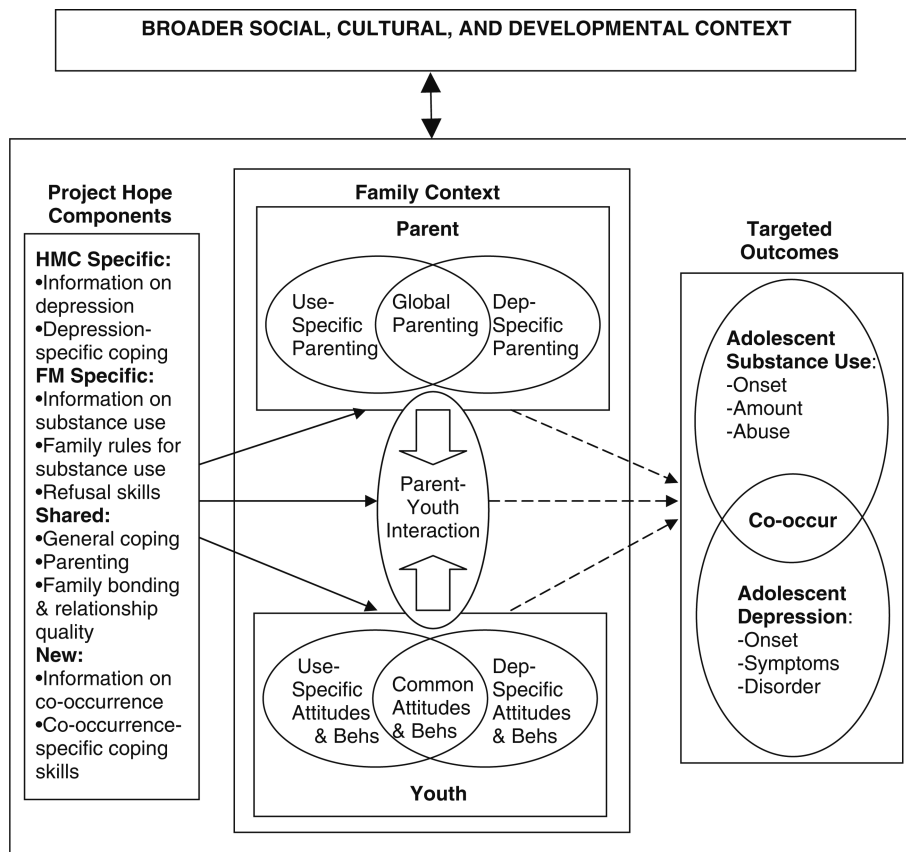 BROADER SOCIAL, CULTURAL, AND DEVELOPMENTAL CONTEXT
Project Hope
Components
HMC Specific:
•Information on
depression
•Depression-
specific coping
FM Specific:
•Information on
substance use
•Family rules for
substance use
•Refusal skills
Shared:
•General coping
•Parenting
•Family bonding
& relationship
quality
New:
•Information on
co-occurrence
•Co-occurrence-
specific coping
skills
Family Context
Parent
Use-
Specific
Parenting
Global
Parenting
Dep-
Specific
Parenting
Parent-
Youth
Interaction
Use-
Specific
Attitudes
& Behs
Common
Attitudes
& Behs
Dep-
Specific
Attitudes
& Behs
Youth
Targeted
Outcomes
Adolescent
Substance Use:
-Onset
-Amount
-Abuse
Co-occur
Adolescent
Depression:
-Onset
-Symptoms
-Disorder